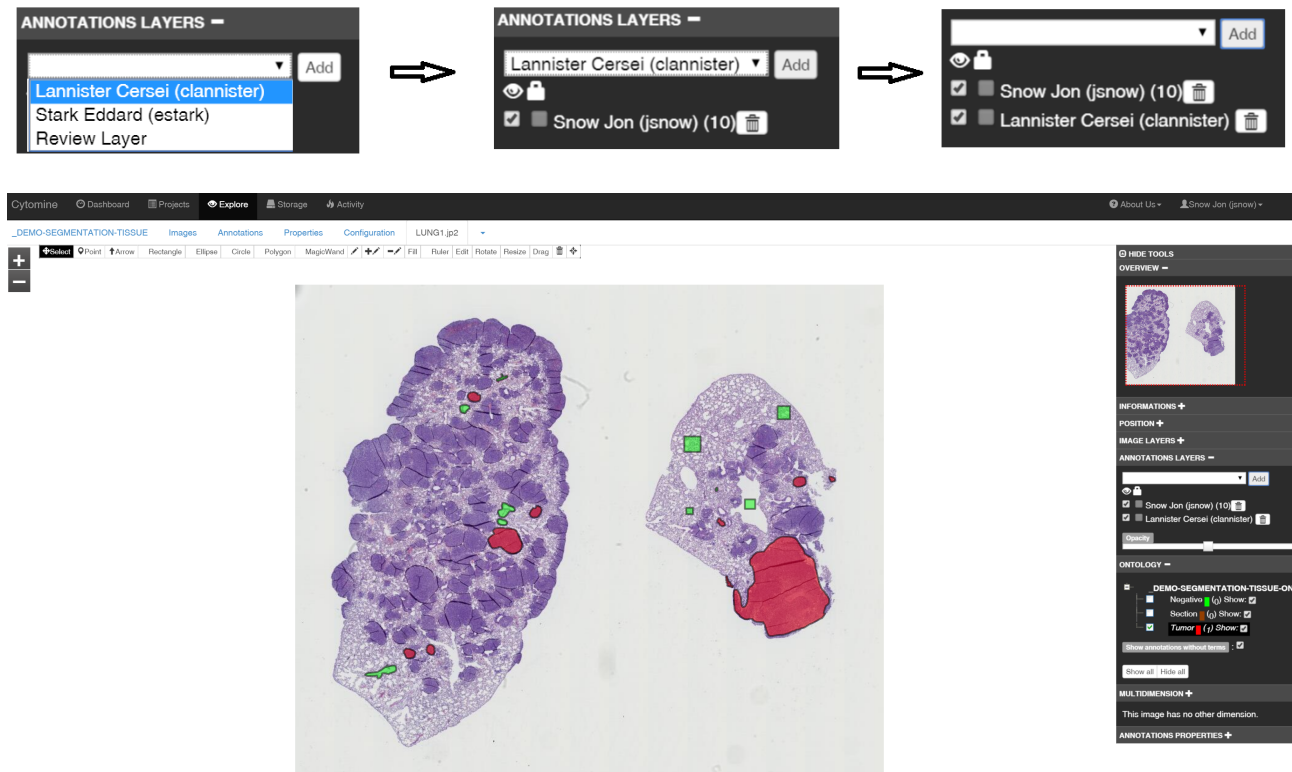 ANNOTATIONS LAYERS
Add
Lannister Cersei (clannister)
Stark Eddard (estark)
Review Layer
ANNOTATIONS LAYERS
Lannister Cersei (clannister) Add
Snow Jon (jsnow) (10)
Add
Snow Jon (jsnow) (10)
Lannister Cersei (clannister)
Cytomine Dashboard Projects Explore Storage Activity About Us Snow Jon (jsnow)
_DEMO-SEGMENTATION-TISSUE Images Annotations Properties Configuration LUNG1.jp2
Select Point Arrow Rectangle Ellipse Circle Polygon MagicWand Fill Ruler Edit Rotate Resize Drag
HIDE TOOLS
OVERVIEW
INFORMATIONS
POSITION
IMAGE LAYERS
ANNOTATIONS LAYERS
Add
Snow Jon (jsnow) (10)
Lannister Cersei (clannister)
Opacity
ONTOLOGY
_DEMO-SEGMENTATION-TISSUE-ON
Negative (0) Show:
Section (0) Show:
Tumor (1) Show:
Show annotations without terms :
Show all Hide all
MULTIDIMENSION
This image has no other dimension.
ANNOTATIONS PROPERTIES